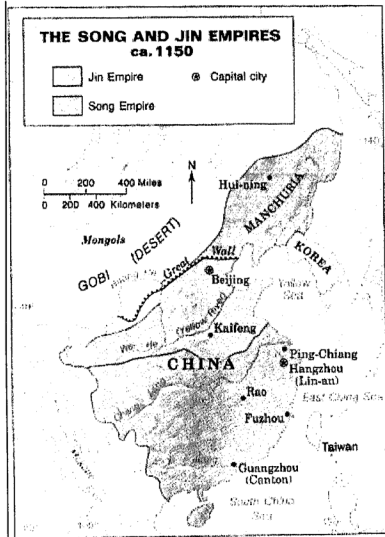 THE SONG AND JIN EMPIRES
ca. 1150
Jin Empire
Capital city
Song Empire
N
0 200 400 Miles
0 200 400 Kilometers
Hui-ning
MANCHURIA
Mongols
GOBI (DESERT)
Great Wall
KOREA
Beijing
Yellow
Sea
(Yellow River)
Kaifeng
CHINA
Ping-Chiang
Hangzhou
(Lin-an)
Rao
East China Sea
Fuzhou
Taiwan
Guangzhou
(Canton)
South China
Sea